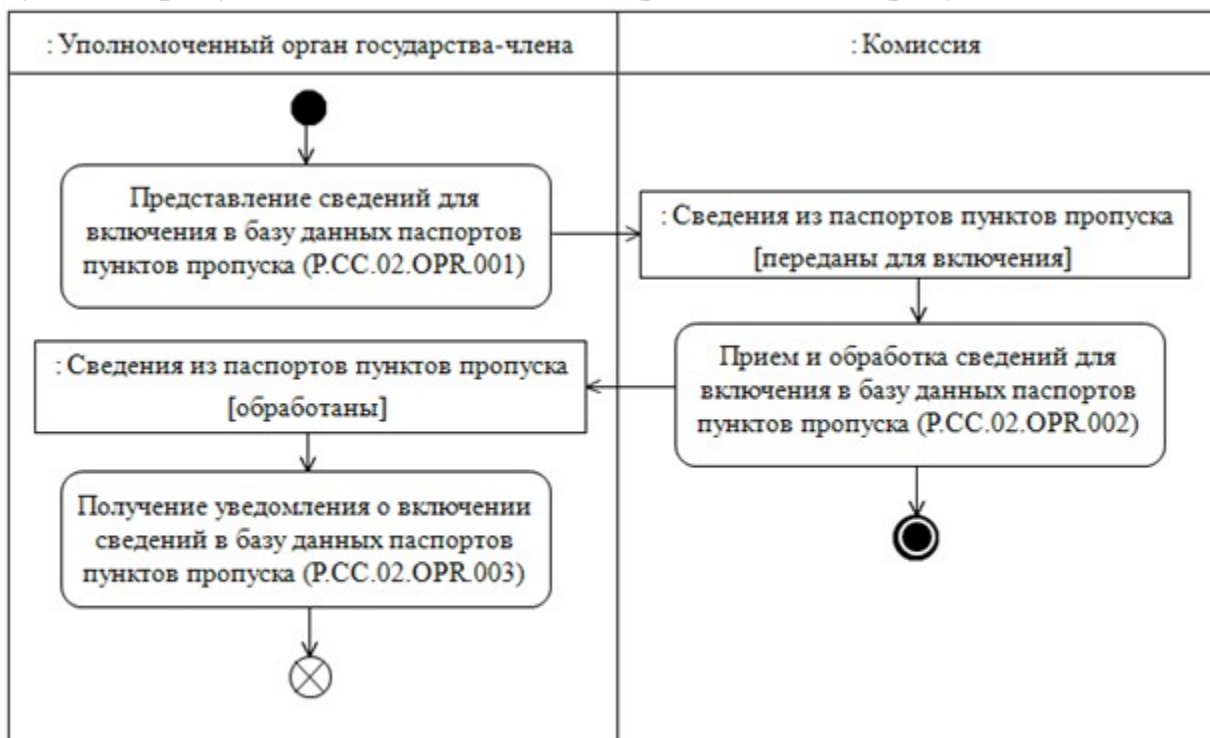 : Уполномоченный орган государства-члена
: Комиссия
Представление сведений для
включения в базу данных паспортов
пунктов пропуска (P.CC.02.OPR.001)
: Сведения из паспортов пунктов пропуска
[переданы для включения]
: Сведения из паспортов пунктов пропуска
[обработаны]
Прием и обработка сведений для
включения в базу данных паспортов
пунктов пропуска (P.CC.02.OPR.002)
Получение уведомления о включении
сведений в базу данных паспортов
пунктов пропуска (P.CC.02.OPR.003)